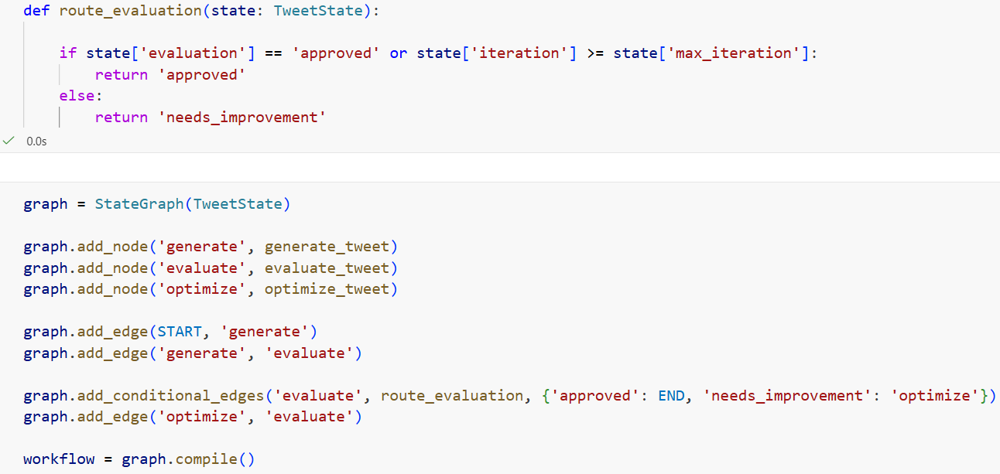 def route_evaluation(state: TweetState):
if state['evaluation'] == 'approved' or state['iteration'] >= state['max_iteration']:
return 'approved'
else:
return 'needs_improvement'
0.0s
graph = StateGraph(TweetState)
graph.add_node('generate', generate_tweet)
graph.add_node('evaluate', evaluate_tweet)
graph.add_node('optimize', optimize_tweet)
graph.add_edge(START, 'generate')
graph.add_edge('generate', 'evaluate')
graph.add_conditional_edges('evaluate', route_evaluation, {'approved': END, 'needs_improvement': 'optimize'})
graph.add_edge('optimize', 'evaluate')
workflow = graph.compile()